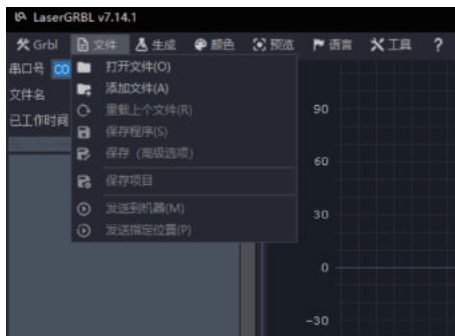 LaserGRBL v7.14.1
Grbl 文件 生成 颜色 预览 语言 工具 ?
串口号 CO
打开文件(O)
文件名
添加文件(A)
重载上个文件(R)
已工作时间
保存程序(S)
保存（高级选项）
保存项目
发送到机器(M)
发送指定位置(P)
90
60
30
0
-30